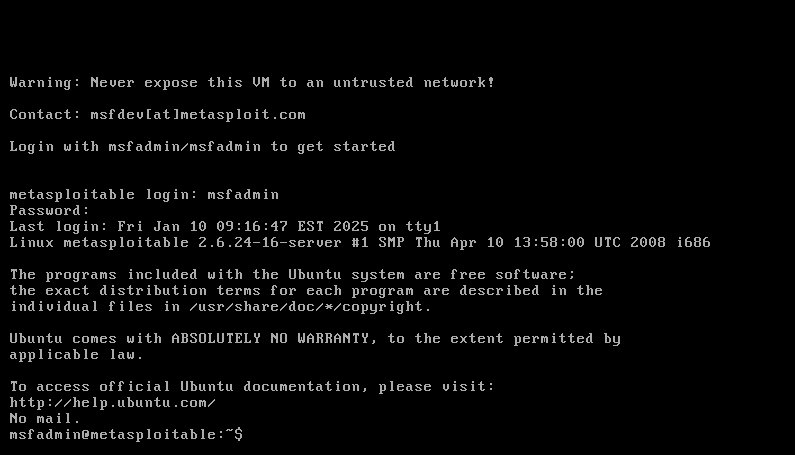 Warning: Never expose this VM to an untrusted network!
Contact: msfdev[at]metasploit.com
Login with msfadmin/msfadmin to get started
metasploitable login: msfadmin
Password:
Last login: Fri Jan 10 09:16:47 EST 2025 on tty1
Linux metasploitable 2.6.24-16-server #1 SMP Thu Apr 10 13:58:00 UTC 2008 i686
The programs included with the Ubuntu system are free software;
the exact distribution terms for each program are described in the
individual files in /usr/share/doc/*/copyright.
Ubuntu comes with ABSOLUTELY NO WARRANTY, to the extent permitted by
applicable law.
To access official Ubuntu documentation, please visit:
http://help.ubuntu.com/
No mail.
msfadmin@metasploitable:~$